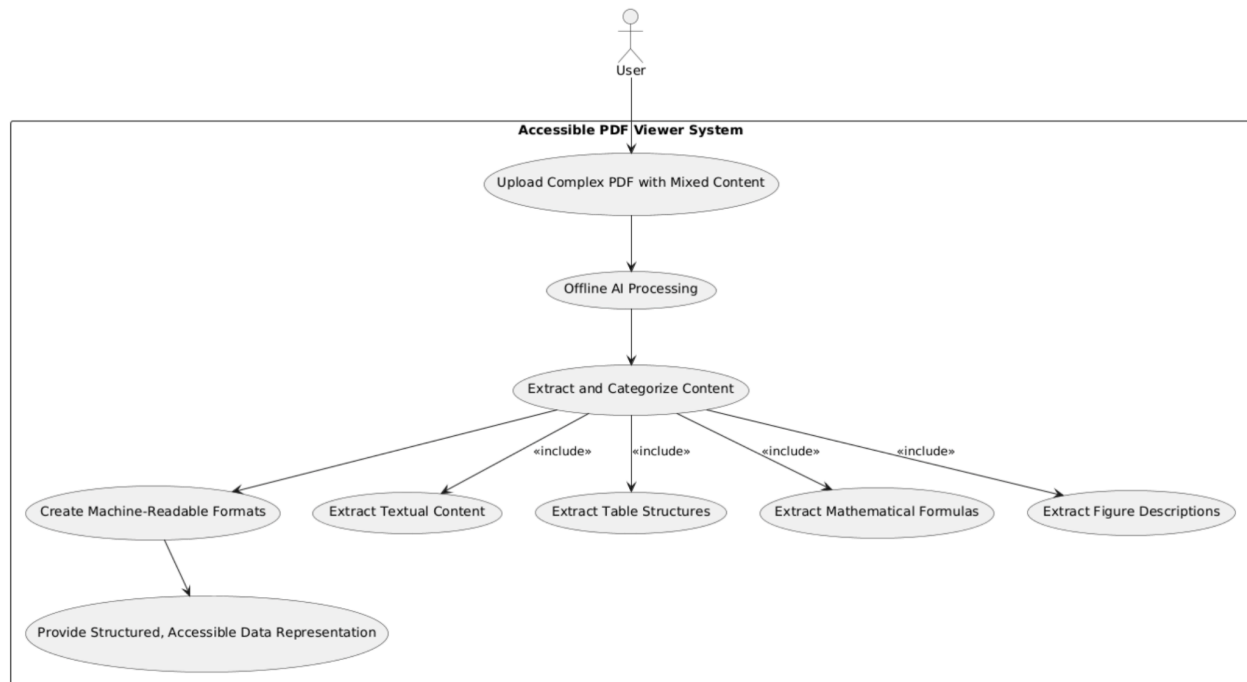 User
Accessible PDF Viewer System
Upload Complex PDF with Mixed Content
Offline AI Processing
Extract and Categorize Content
«include»
«include»
«include»
«include»
Create Machine-Readable Formats
Extract Textual Content
Extract Table Structures
Extract Mathematical Formulas
Extract Figure Descriptions
Provide Structured, Accessible Data Representation